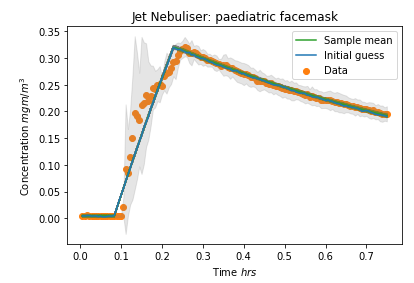 Jet Nebuliser: paediatric facemask
Sample mean
Initial guess
Data
Concentration mgm/m³
0.35
0.30
0.25
0.20
0.15
0.10
0.05
0.00
0.0 0.1 0.2 0.3 0.4 0.5 0.6 0.7
Time hrs